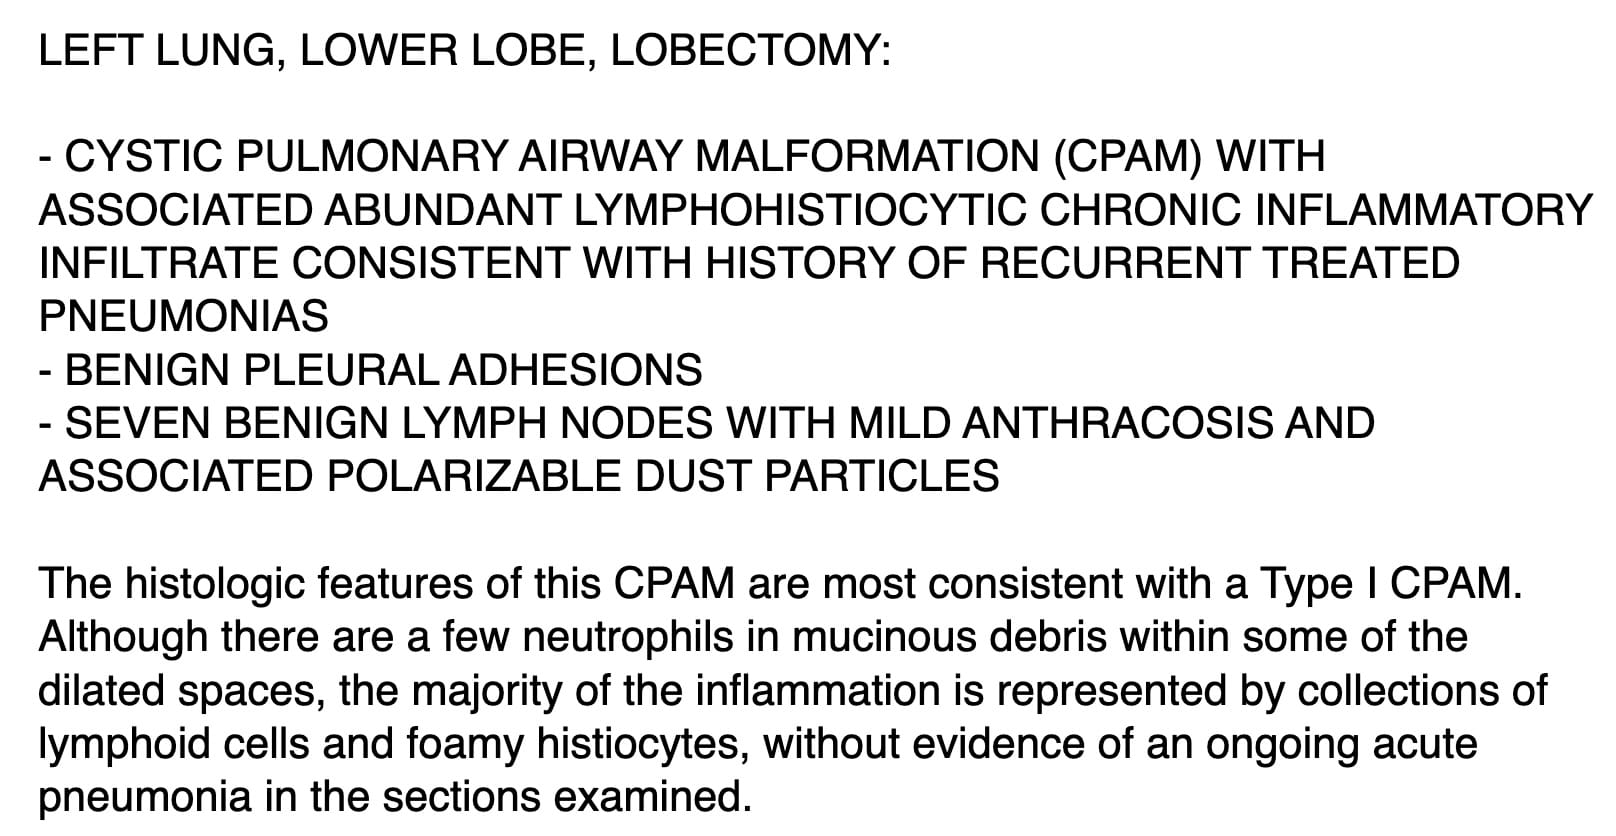 LEFT LUNG, LOWER LOBE, LOBECTOMY:
- CYSTIC PULMONARY AIRWAY MALFORMATION (CPAM) WITH
ASSOCIATED ABUNDANT LYMPHOHISTIOCYTIC CHRONIC INFLAMMATORY
INFILTRATE CONSISTENT WITH HISTORY OF RECURRENT TREATED
PNEUMONIAS
- BENIGN PLEURAL ADHESIONS
- SEVEN BENIGN LYMPH NODES WITH MILD ANTHRACOSIS AND
ASSOCIATED POLARIZABLE DUST PARTICLES
The histologic features of this CPAM are most consistent with a Type I CPAM.
Although there are a few neutrophils in mucinous debris within some of the
dilated spaces, the majority of the inflammation is represented by collections of
lymphoid cells and foamy histiocytes, without evidence of an ongoing acute
pneumonia in the sections examined.